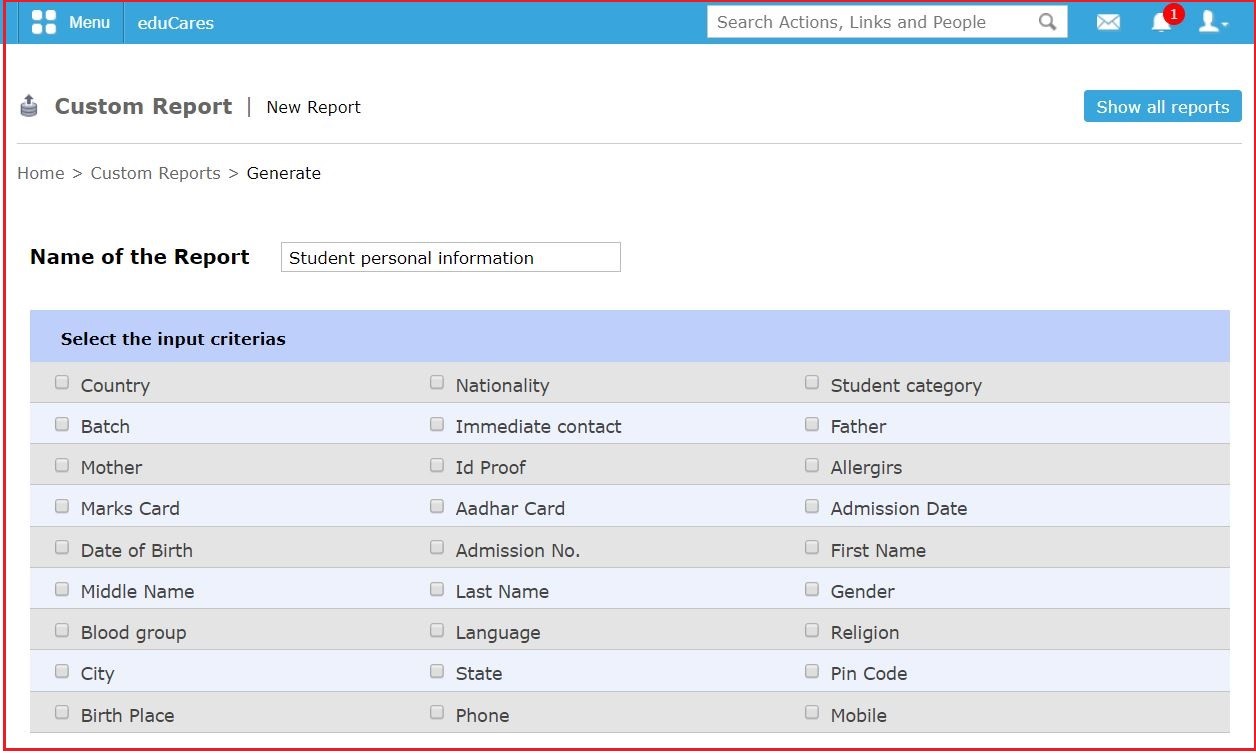 Menu eduCares Search Actions, Links and People 1
Custom Report | New Report Show all reports
Home > Custom Reports > Generate
Name of the Report Student personal information
Select the input criterias
Country Nationality Student category
Batch Immediate contact Father
Mother Id Proof Allergirs
Marks Card Aadhar Card Admission Date
Date of Birth Admission No. First Name
Middle Name Last Name Gender
Blood group Language Religion
City State Pin Code
Birth Place Phone Mobile